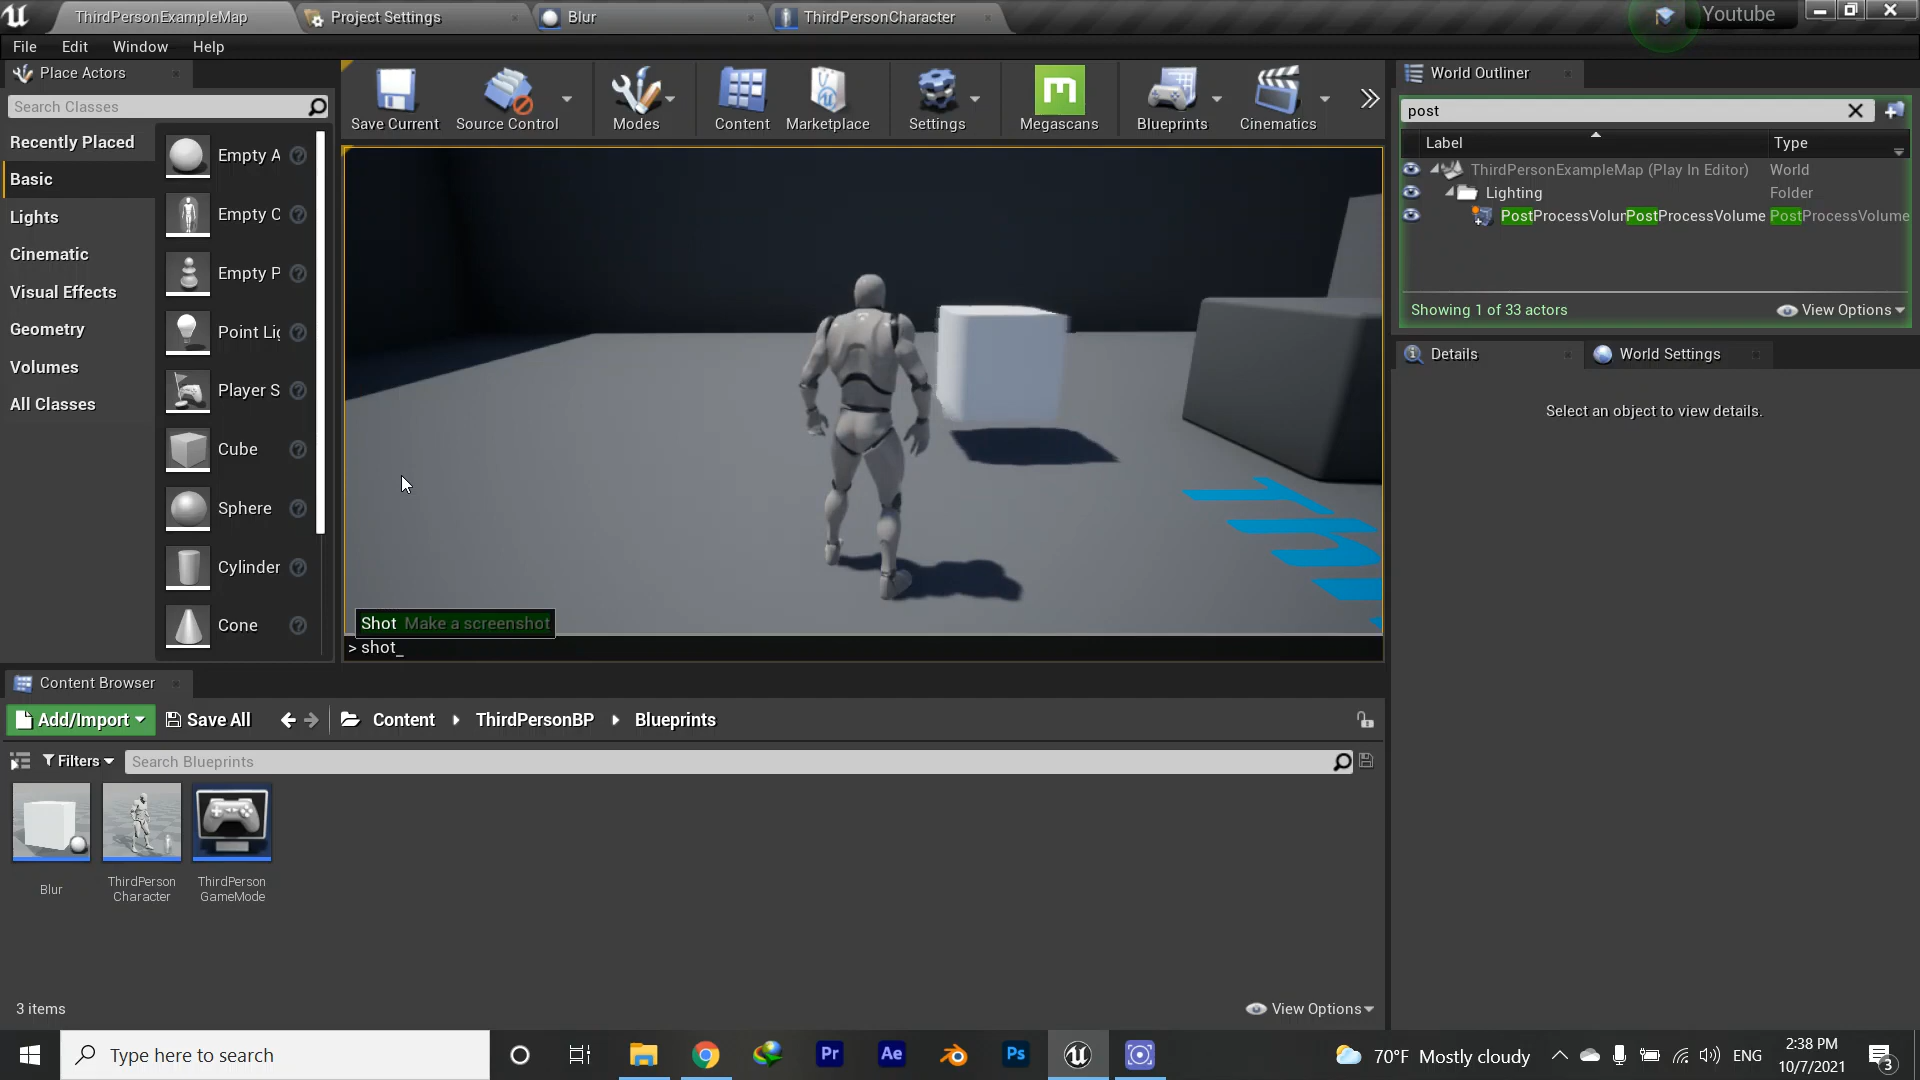 ThirdPersonExampleMap
Project Settings
Blur
ThirdPersonCharacter
Youtube
File
Edit
Window
Help
Place Actors
Search Classes
Recently Placed
Basic
Lights
Cinematic
Visual Effects
Geometry
Volumes
All Classes
Empty A
Empty C
Empty P
Point Lig
Player S
Cube
Sphere
Cylinder
Cone
Save Current
Source Control
Modes
Content
Marketplace
Settings
Megascans
Blueprints
Cinematics
Shot Make a screenshot
> shot_
World Outliner
post
Label
Type
ThirdPersonExampleMap (Play In Editor)
World
Lighting
Folder
PostProcessVolum
PostProcessVolume
PostProcessVolume
Showing 1 of 33 actors
View Options
Details
World Settings
Select an object to view details.
Content Browser
Add/Import
Save All
Content
ThirdPersonBP
Blueprints
Filters
Search Blueprints
Blur
ThirdPerson
Character
ThirdPerson
GameMode
3 items
View Options
Type here to search
Pr
Ae
Ps
70°F Mostly cloudy
ENG
2:38 PM
10/7/2021
3